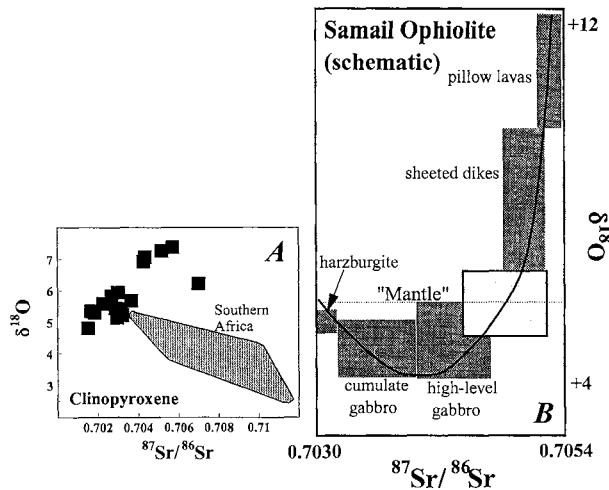 A
7
6
5
4
3
δ¹⁸O
Southern
Africa
Clinopyroxene
0.702 0.704 0.706 0.708 0.71
⁸⁷Sr/⁸⁶Sr
Samail Ophiolite
(schematic)
+12
pillow lavas
sheeted dikes
δ¹⁸O
harzburgite
"Mantle"
cumulate
gabbro
high-level
gabbro
+4
B
0.7030
0.7054
⁸⁷Sr/⁸⁶Sr